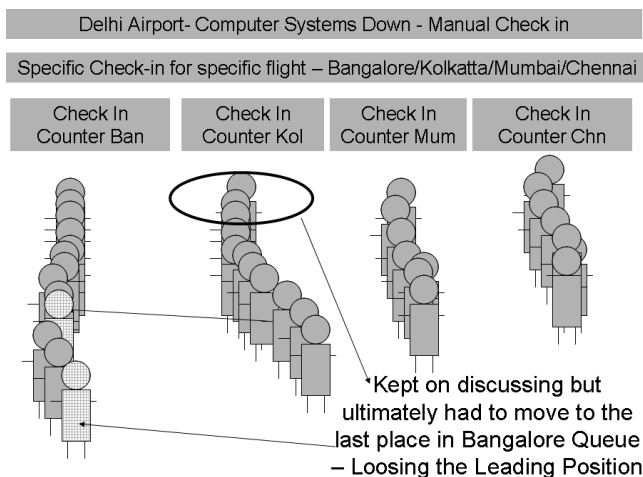 Delhi Airport- Computer Systems Down - Manual Check in
Specific Check-in for specific flight – Bangalore/Kolkatta/Mumbai/Chennai
Check In
Counter Ban
Check In
Counter Kol
Check In
Counter Mum
Check In
Counter Chn
Kept on discussing but
ultimately had to move to the
last place in Bangalore Queue
– Loosing the Leading Position